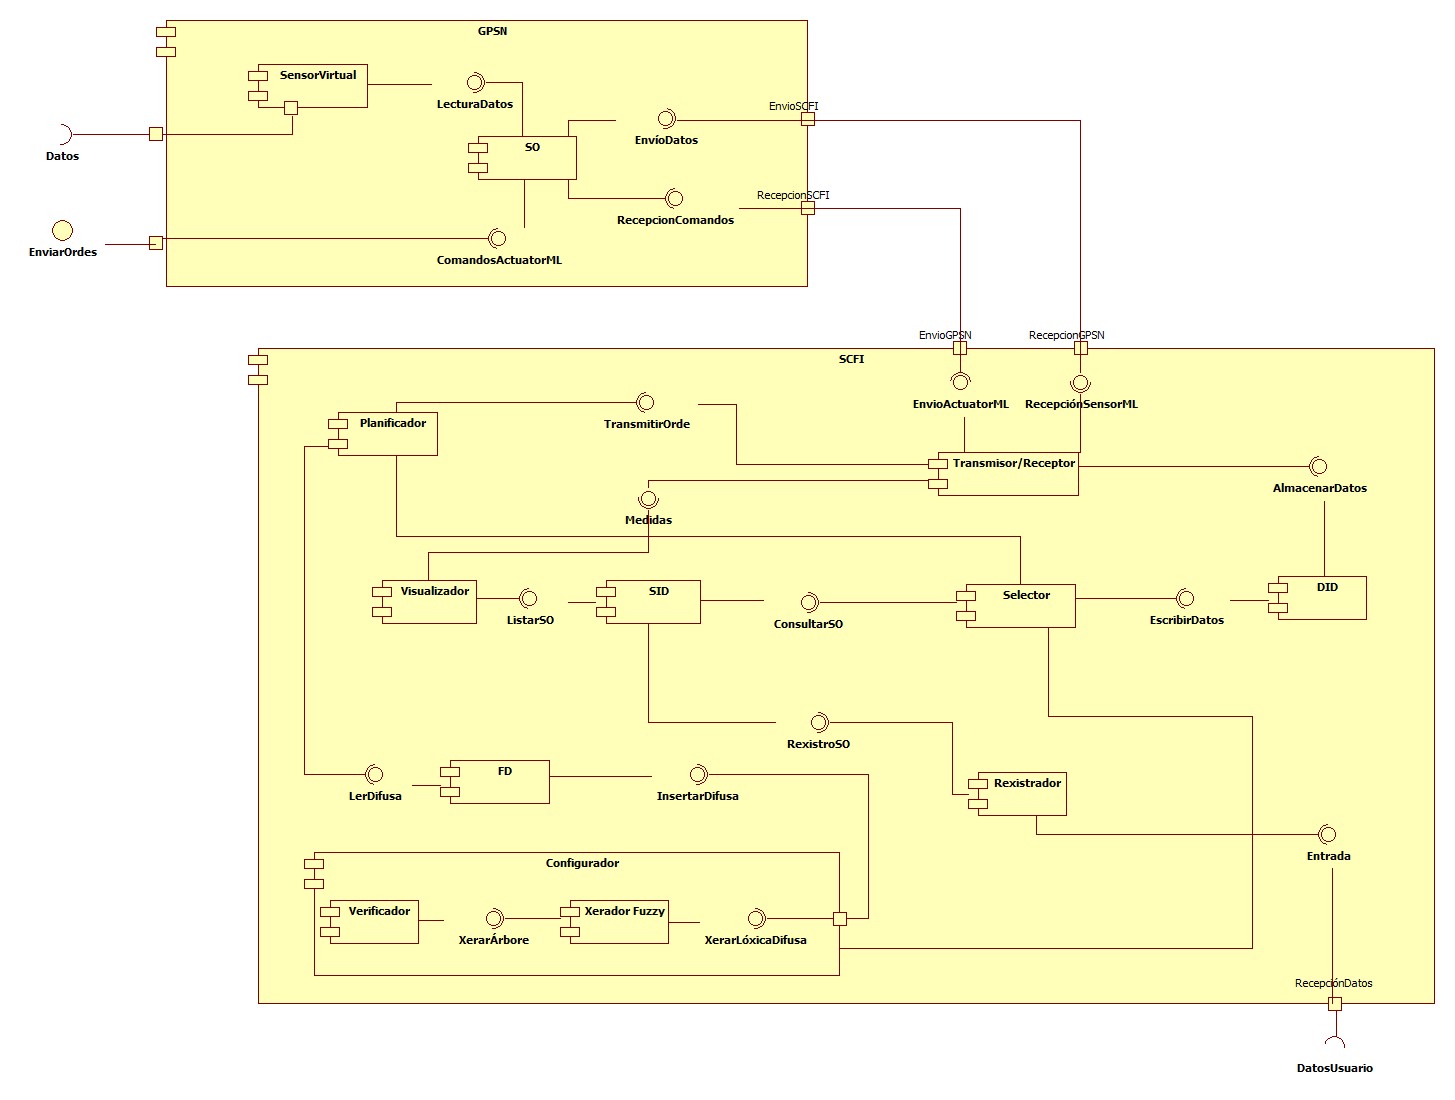 GPSN
SensorVirtual
LecturaDatos
EnvioSCFI
EnvíoDatos
SO
Datos
RecepcionSCFI
RecepcionComandos
EnviarOrdes
ComandosActuatorML
EnvioGPSN
RecepcionGPSN
SCFI
EnvioActuatorML
RecepciónSensorML
Planificador
TransmitirOrde
Transmisor/Receptor
AlmacenarDatos
Medidas
Visualizador
ListarSO
SID
ConsultarSO
Selector
EscribirDatos
DID
RexistroSO
LerDifusa
FD
InsertarDifusa
Rexistrador
Entrada
Configurador
Verificador
XerarÁrbore
Xerador Fuzzy
XerarLóxicaDifusa
RecepciónDatos
DatosUsuario